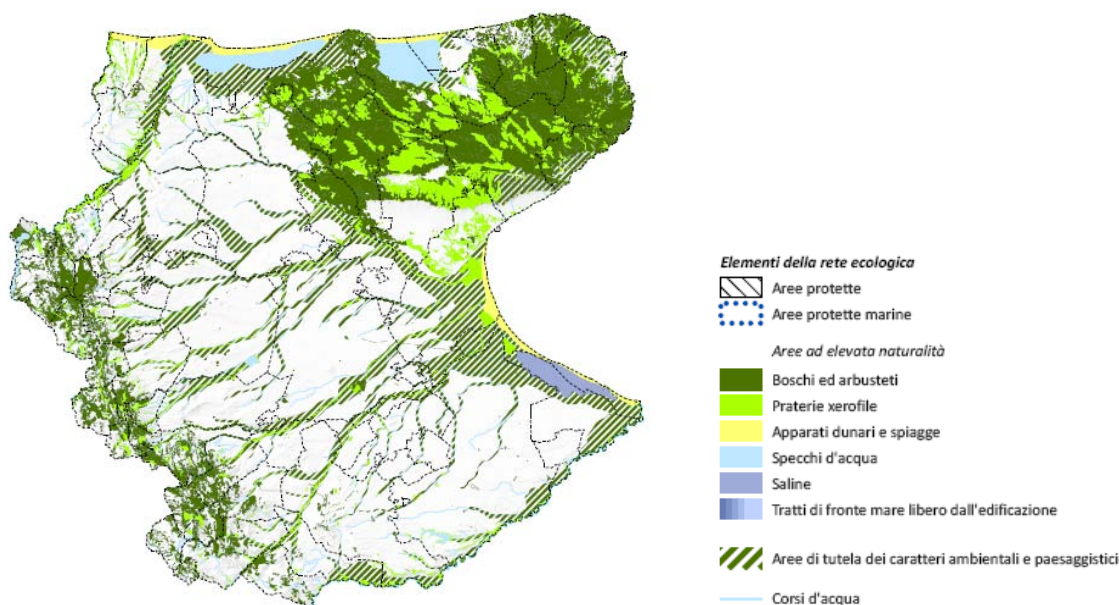 Elementi della rete ecologica
Aree protette
Aree protette marine
Aree ad elevata naturalità
Boschi ed arbusteti
Praterie xerofile
Apparati dunari e spiagge
Specchi d'acqua
Saline
Tratti di fronte mare libero dall'edificazione
Aree di tutela dei caratteri ambientali e paesaggistici
Corsi d'acqua